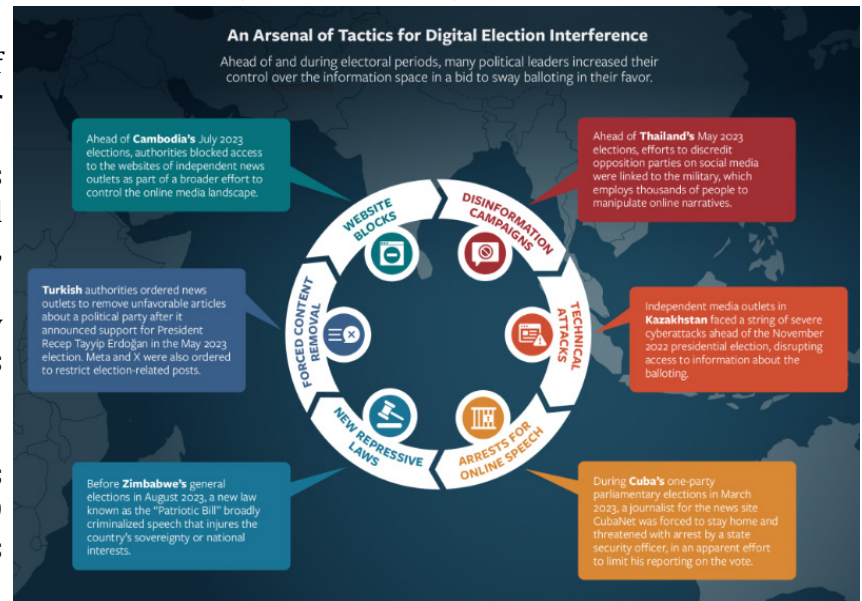 An Arsenal of Tactics for Digital Election Interference
Ahead of and during electoral periods, many political leaders increased their
control over the information space in a bid to sway balloting in their favor.
Ahead of Cambodia's July 2023
elections, authorities blocked access
to the websites of independent news
outlets as part of a broader effort to
control the online media landscape.
Ahead of Thailand's May 2023
elections, efforts to discredit
opposition parties on social media
were linked to the military, which
employs thousands of people to
manipulate online narratives.
WEBSITE
BLOCKS
DISINFORMATION
CAMPAIGNS
Turkish authorities ordered news
outlets to remove unfavorable articles
about a political party after it
announced support for President
Recep Tayyip Erdoğan in the May 2023
election. Meta and X were also ordered
to restrict election-related posts.
FORCED CONTENT
REMOVAL
TECHNICAL
ATTACKS
Independent media outlets in
Kazakhstan faced a string of severe
cyberattacks ahead of the November
2022 presidential election, disrupting
access to information about the
balloting.
NEW REPRESSIVE
LAWS
ARRESTS FOR
ONLINE SPEECH
Before Zimbabwe's general
elections in August 2023, a new law
known as the "Patriotic Bill" broadly
criminalized speech that injures the
country's sovereignty or national
interests.
During Cuba's one-party
parliamentary elections in March
2023, a journalist for the news site
CubaNet was forced to stay home and
threatened with arrest by a state
security officer, in an apparent effort
to limit his reporting on the vote.